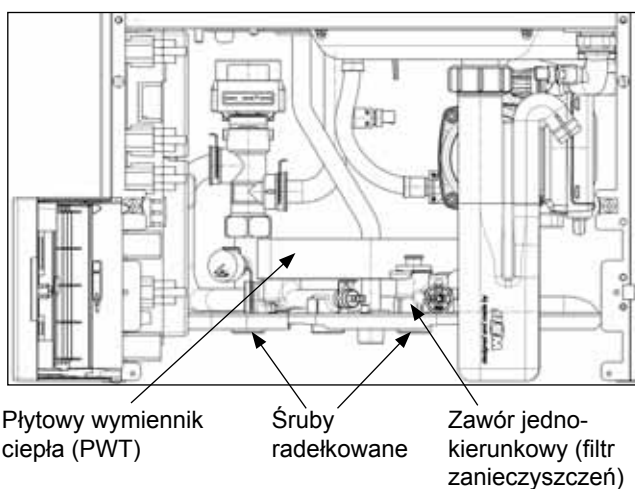 Płytowy wymiennik
ciepła (PWT)
Śruby
radełkowane
Zawór jedno-
kierunkowy (filtr
zanieczyszczeń)